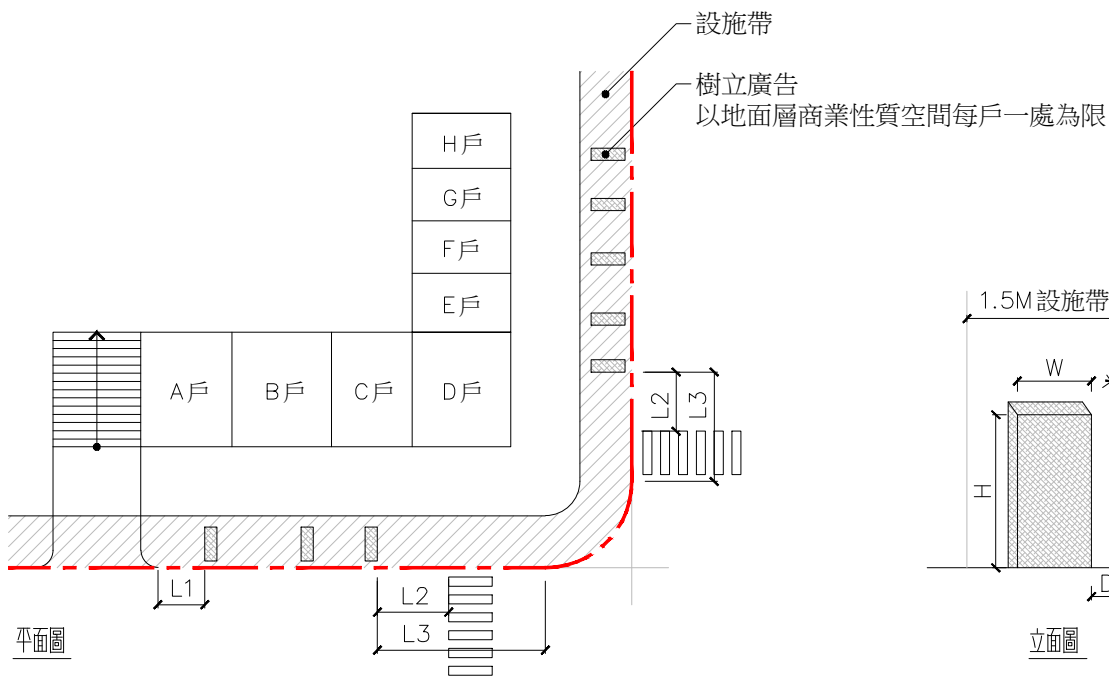 設施帶
樹立廣告
以地面層商業性質空間每戶一處為限
H戶
G戶
F戶
E戶
A戶
B戶
C戶
D戶
L2
L3
L1
L2
L3
平面圖
1.5M設施帶
W
H
D
立面圖